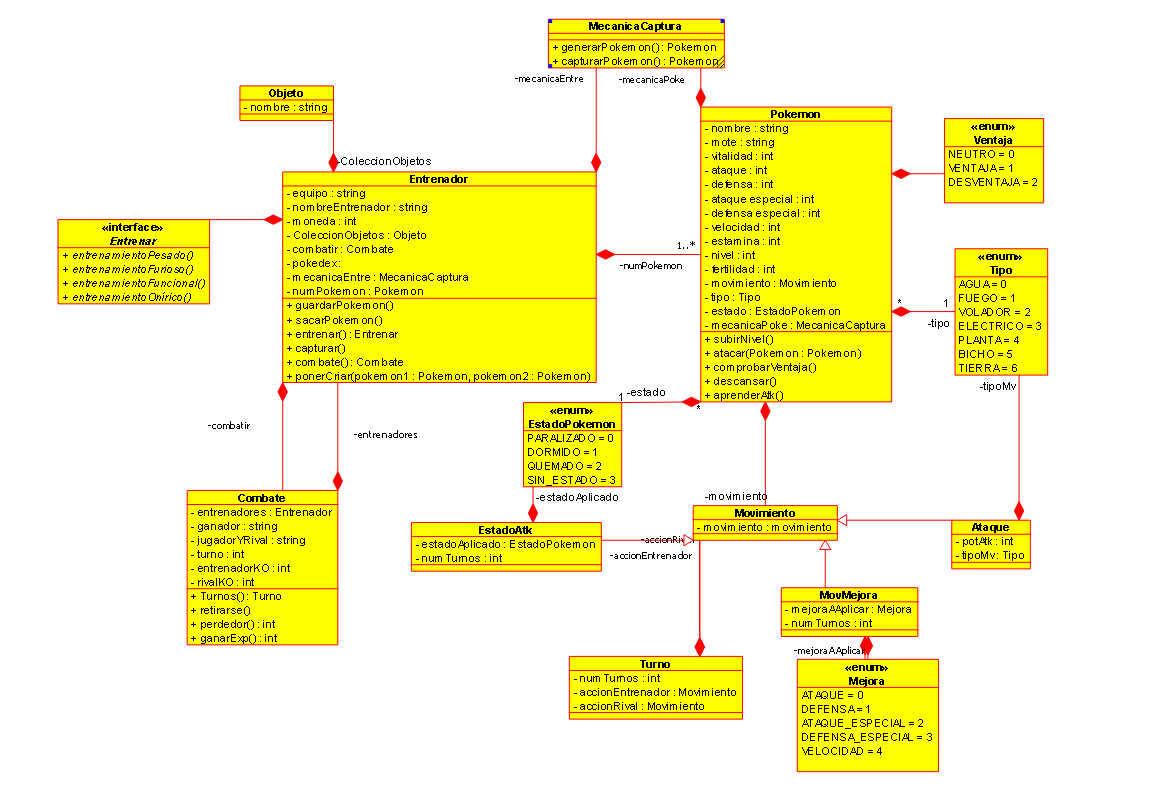 MecanicaCaptura
+ generarPokemon() : Pokemon
+ capturarPokemon() : Pokemon
-mecanicaEntre
-mecanicaPoke
Objeto
- nombre : string
-ColeccionObjetos
Entrenador
- equipo : string
- nombreEntrenador : string
- moneda : int
- ColeccionObjetos : Objeto
- combatir : Combate
- pokedex :
- mecanicaEntre : MecanicaCaptura
- numPokemon : Pokemon
+ guardarPokemon()
+ sacarPokemon()
+ entrenar() : Entrenar
+ capturar()
+ combate() : Combate
+ ponerCriar(pokemon1 : Pokemon, pokemon2 : Pokemon)
«interface»
Entrenar
+ entrenamientoPesado()
+ entrenamientoFurioso()
+ entrenamientoFuncional()
+ entrenamientoOnírico()
1..*
-numPokemon
Pokemon
- nombre : string
- mote : string
- vitalidad : int
- ataque : int
- defensa : int
- ataque especial : int
- defensa especial : int
- velocidad : int
- estamina : int
- nivel : int
- fertilidad : int
- movimiento : Movimiento
- tipo : Tipo
- estado : EstadoPokemon
- mecanicaPoke : MecanicaCaptura
+ subirNivel()
+ atacar(Pokemon : Pokemon)
+ comprobarVentaja()
+ descansar()
+ aprenderAtk()
«enum»
Ventaja
NEUTRO = 0
VENTAJA = 1
DESVENTAJA = 2
* 1
-tipo
«enum»
Tipo
AGUA = 0
FUEGO = 1
VOLADOR = 2
ELECTRICO = 3
PLANTA = 4
BICHO = 5
TIERRA = 6
-tipoMv
1 -estado
*
«enum»
EstadoPokemon
PARALIZADO = 0
DORMIDO = 1
QUEMADO = 2
SIN_ESTADO = 3
-estadoAplicado
-combatir
-entrenadores
Combate
- entrenadores : Entrenador
- ganador : string
- jugadorYRival : string
- turno : int
- entrenadorKO : int
- rivalKO : int
+ Turnos() : Turno
+ retirarse()
+ perdedor() : int
+ ganarExp() : int
EstadoAtk
- estadoAplicado : EstadoPokemon
- numTurnos : int
-accionEntrenador
-movimiento
Movimiento
- movimiento : movimiento
Ataque
- potAtk : int
- tipoMv : Tipo
MovMejora
- mejoraAAplicar : Mejora
- numTurnos : int
-mejoraAAplicar
Turno
- numTurnos : int
- accionEntrenador : Movimiento
- accionRival : Movimiento
«enum»
Mejora
ATAQUE = 0
DEFENSA = 1
ATAQUE_ESPECIAL = 2
DEFENSA_ESPECIAL = 3
VELOCIDAD = 4